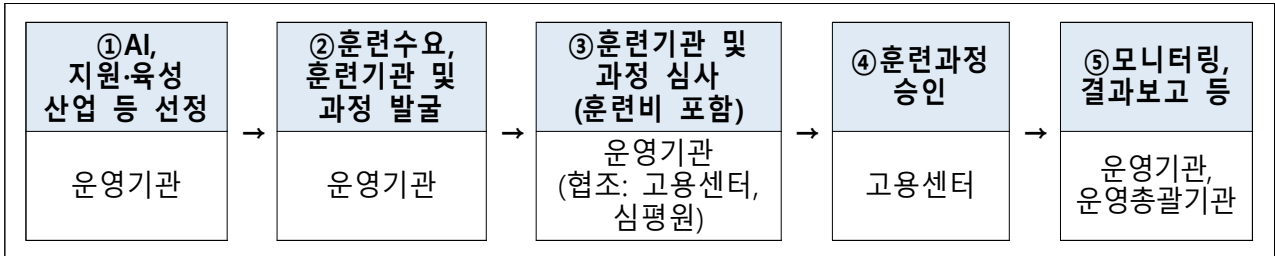 ①AI,
지원·육성
산업 등 선정
운영기관
→
②훈련수요,
훈련기관 및
과정 발굴
운영기관
→
③훈련기관 및
과정 심사
(훈련비 포함)
운영기관
(협조: 고용센터,
심평원)
→
④훈련과정
승인
고용센터
→
⑤모니터링,
결과보고 등
운영기관,
운영총괄기관